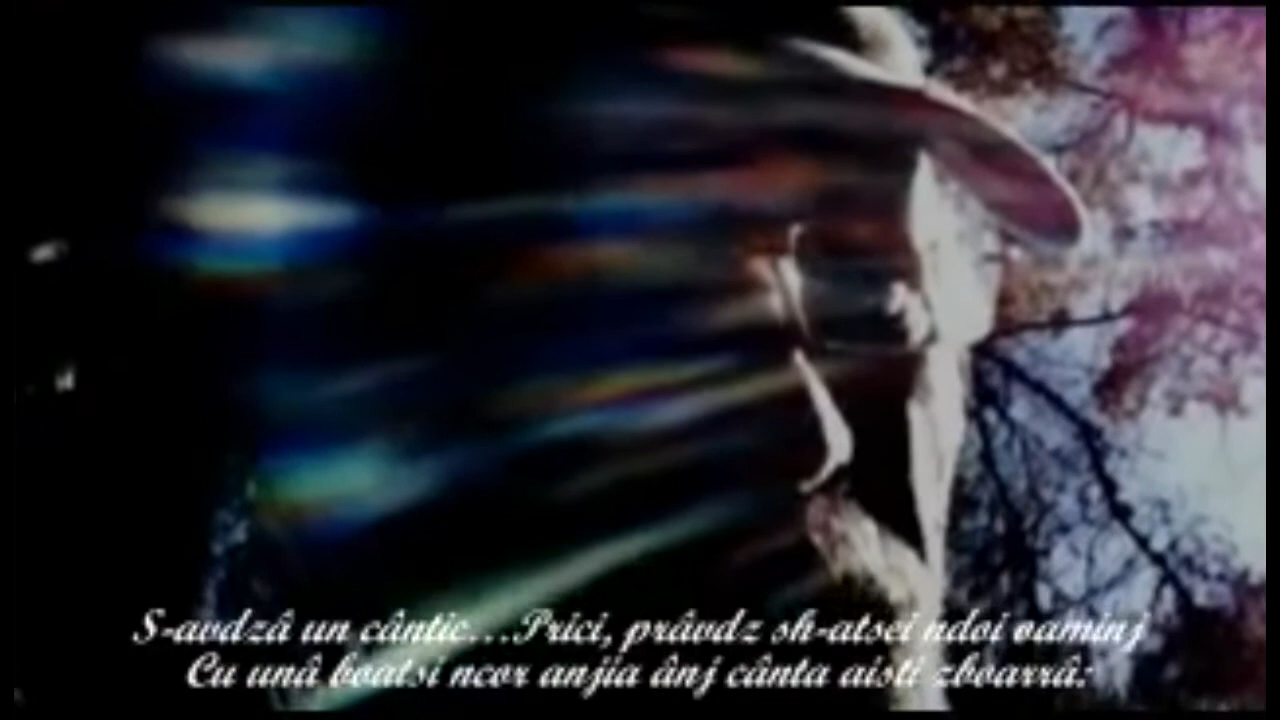 S-avdzâ un cântic...Prici, prâvdz sh-atsei ndoi oaminj
Cu unâ boatsi ncor anjia ânj cânta aisti zboarrâ: